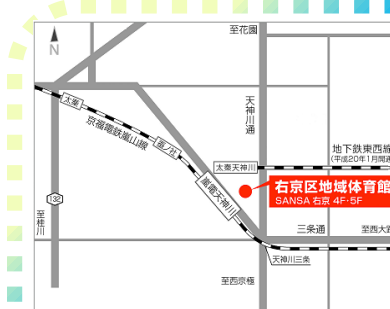 至花園
N
天神川通
太秦
京福電鉄嵐山線
蚕ノ社
地下鉄東西線
(平成20年1月開通
太秦天神川
嵐電天神川
右京区地域体育館
SANSA 右京 4F·5F
132
至桂川
三条通
至西大路
天神川三条
至西京極